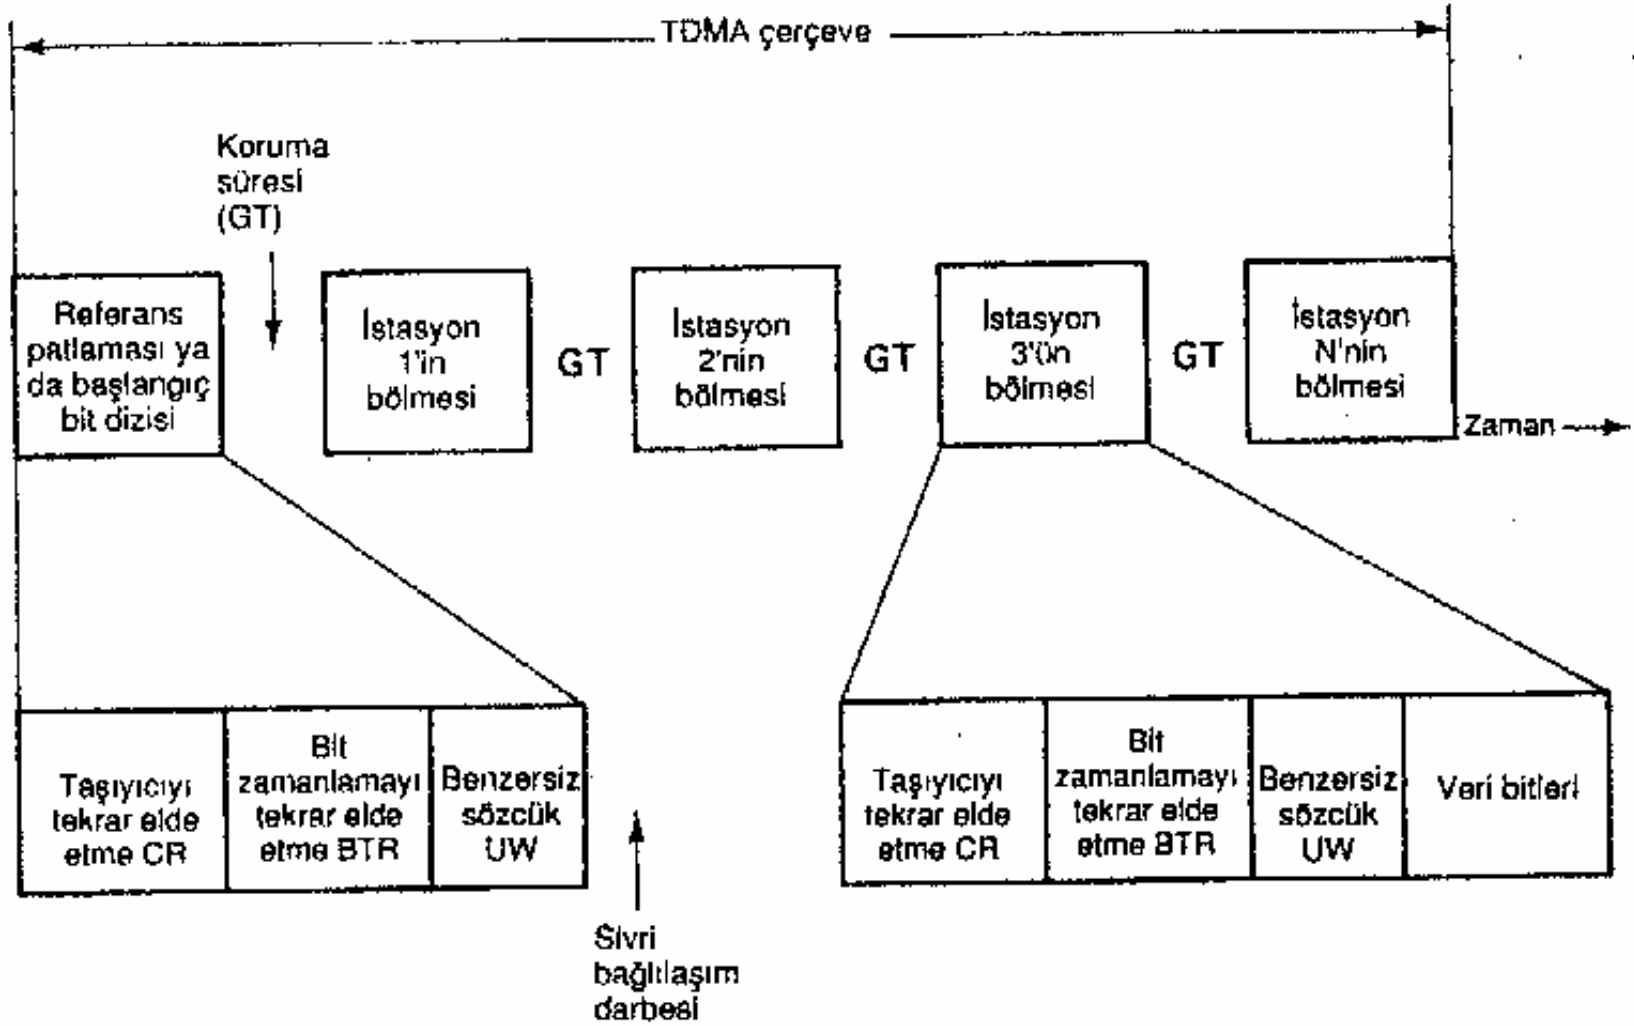 TDMA çerçeve
Koruma
süresi
(GT)
Referans
patlaması ya
da başlangıç
bit dizisi
İstasyon
1'in
bölmesi
GT
İstasyon
2'nin
bölmesi
GT
İstasyon
3'ün
bölmesi
GT
İstasyon
N'nin
bölmesi
Zaman
Taşıyıcıyı
tekrar elde
etme CR
Bit
zamanlamayı
tekrar elde
etme BTR
Benzersiz
sözcük
UW
Sivri
bağlılaşım
darbesi
Taşıyıcıyı
tekrar elde
etme CR
Bit
zamanlamayı
tekrar elde
etme BTR
Benzersiz
sözcük
UW
Veri bitleri